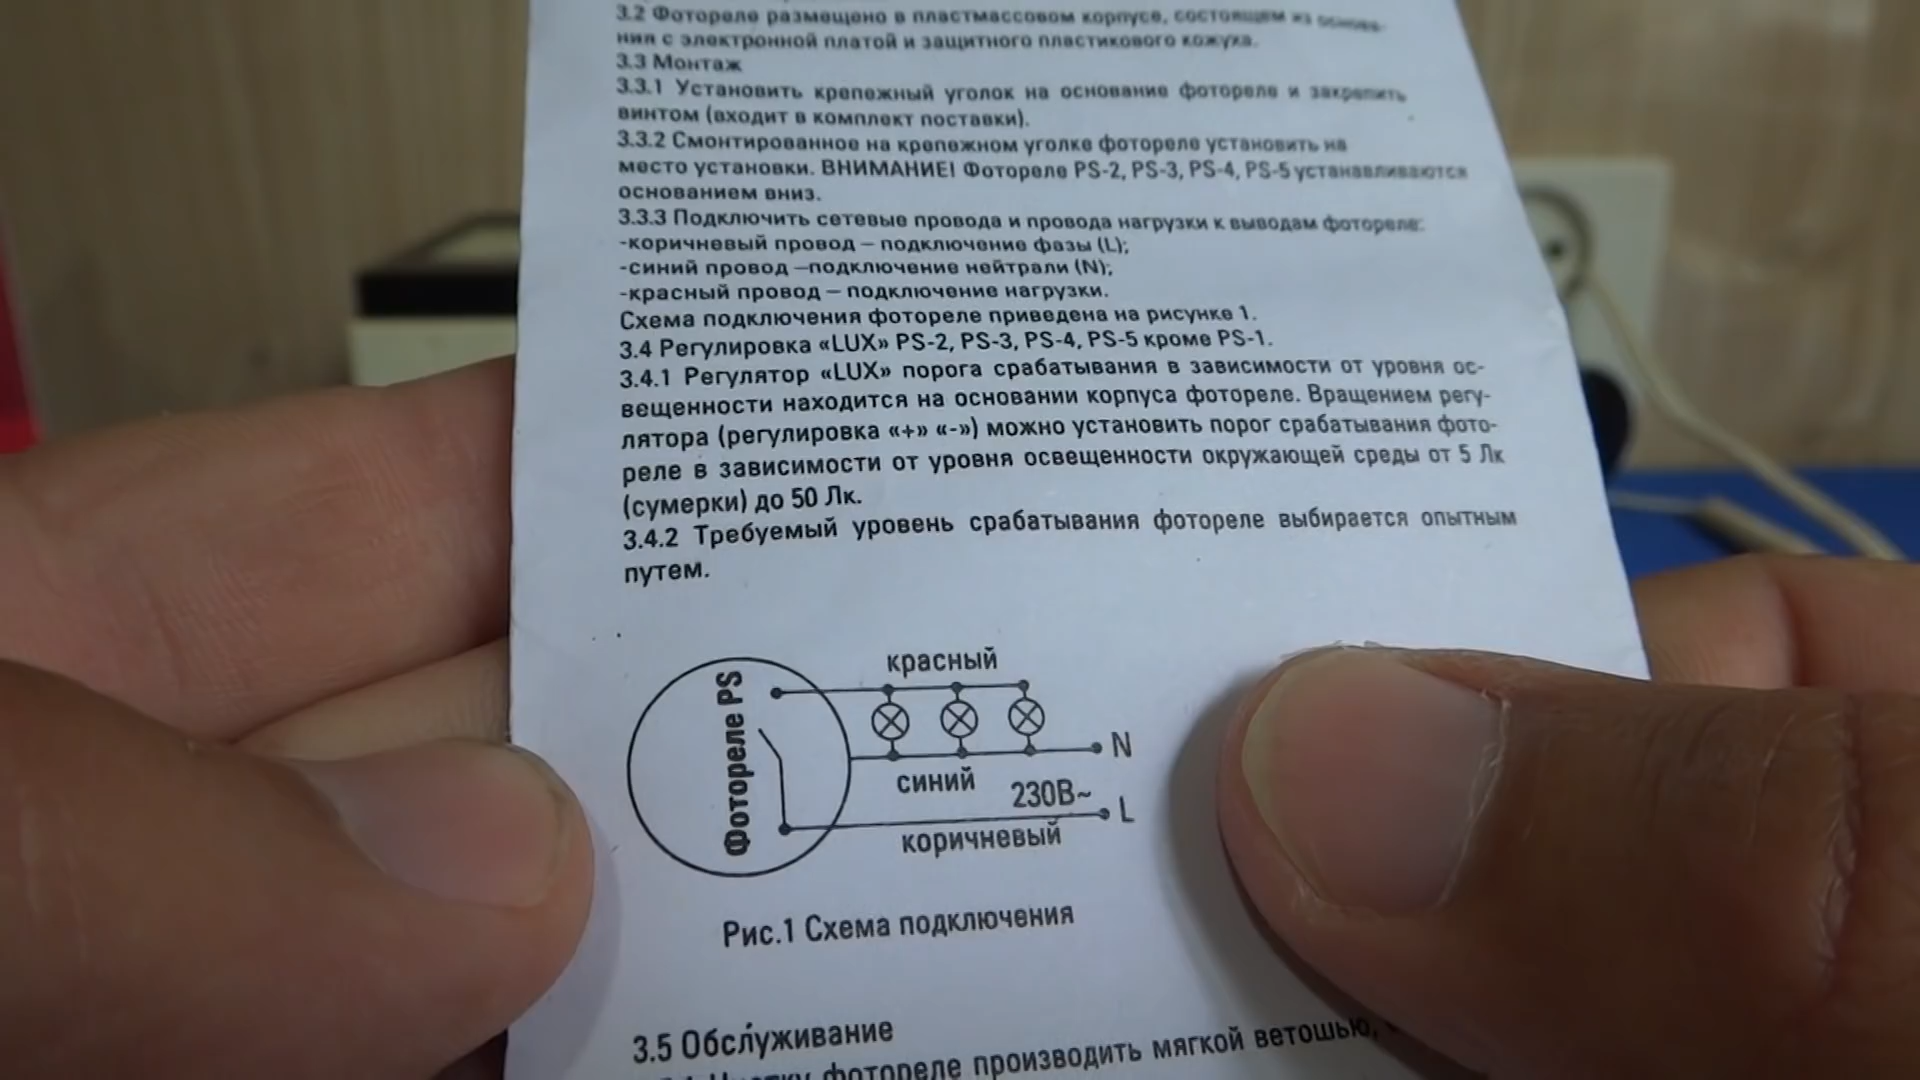 3.2 Фотореле размещено в пластмассовом корпусе, состоящем из основа-
ния с электронной платой и защитного пластикового кожуха.
3.3 Монтаж
3.3.1 Установить крепежный уголок на основание фотореле и закрепить
винтом (входит в комплект поставки).
3.3.2 Смонтированное на крепежном уголке фотореле установить на
место установки. ВНИМАНИЕ! Фотореле PS-2, PS-3, PS-4, PS-5 устанавливаются
основанием вниз.
3.3.3 Подключить сетевые провода и провода нагрузки к выводам фотореле:
-коричневый провод – подключение фазы (L);
-синий провод –подключение нейтрали (N);
-красный провод – подключение нагрузки.
Схема подключения фотореле приведена на рисунке 1.
3.4 Регулировка «LUX» PS-2, PS-3, PS-4, PS-5 кроме PS-1.
3.4.1 Регулятор «LUX» порога срабатывания в зависимости от уровня ос-
вещенности находится на основании корпуса фотореле. Вращением регу-
лятора (регулировка «+» «-») можно установить порог срабатывания фото-
реле в зависимости от уровня освещенности окружающей среды от 5 Лк
(сумерки) до 50 Лк.
3.4.2 Требуемый уровень срабатывания фотореле выбирается опытным
путем.
Фотореле PS
красный
N
синий
230В~
L
коричневый
Рис.1 Схема подключения
3.5 Обслуживание
фотореле производить мягкой ветошью,